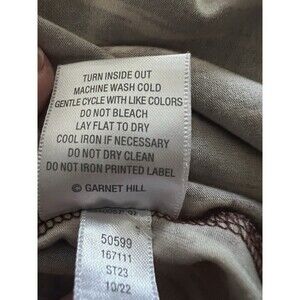 TURN INSIDE OUT
MACHINE WASH COLD
GENTLE CYCLE WITH LIKE COLORS
DO NOT BLEACH
LAY FLAT TO DRY
COOL IRON IF NECESSARY
DO NOT DRY CLEAN
DO NOT IRON PRINTED LABEL
© GARNET HILL
50599
167111
ST23
10/22